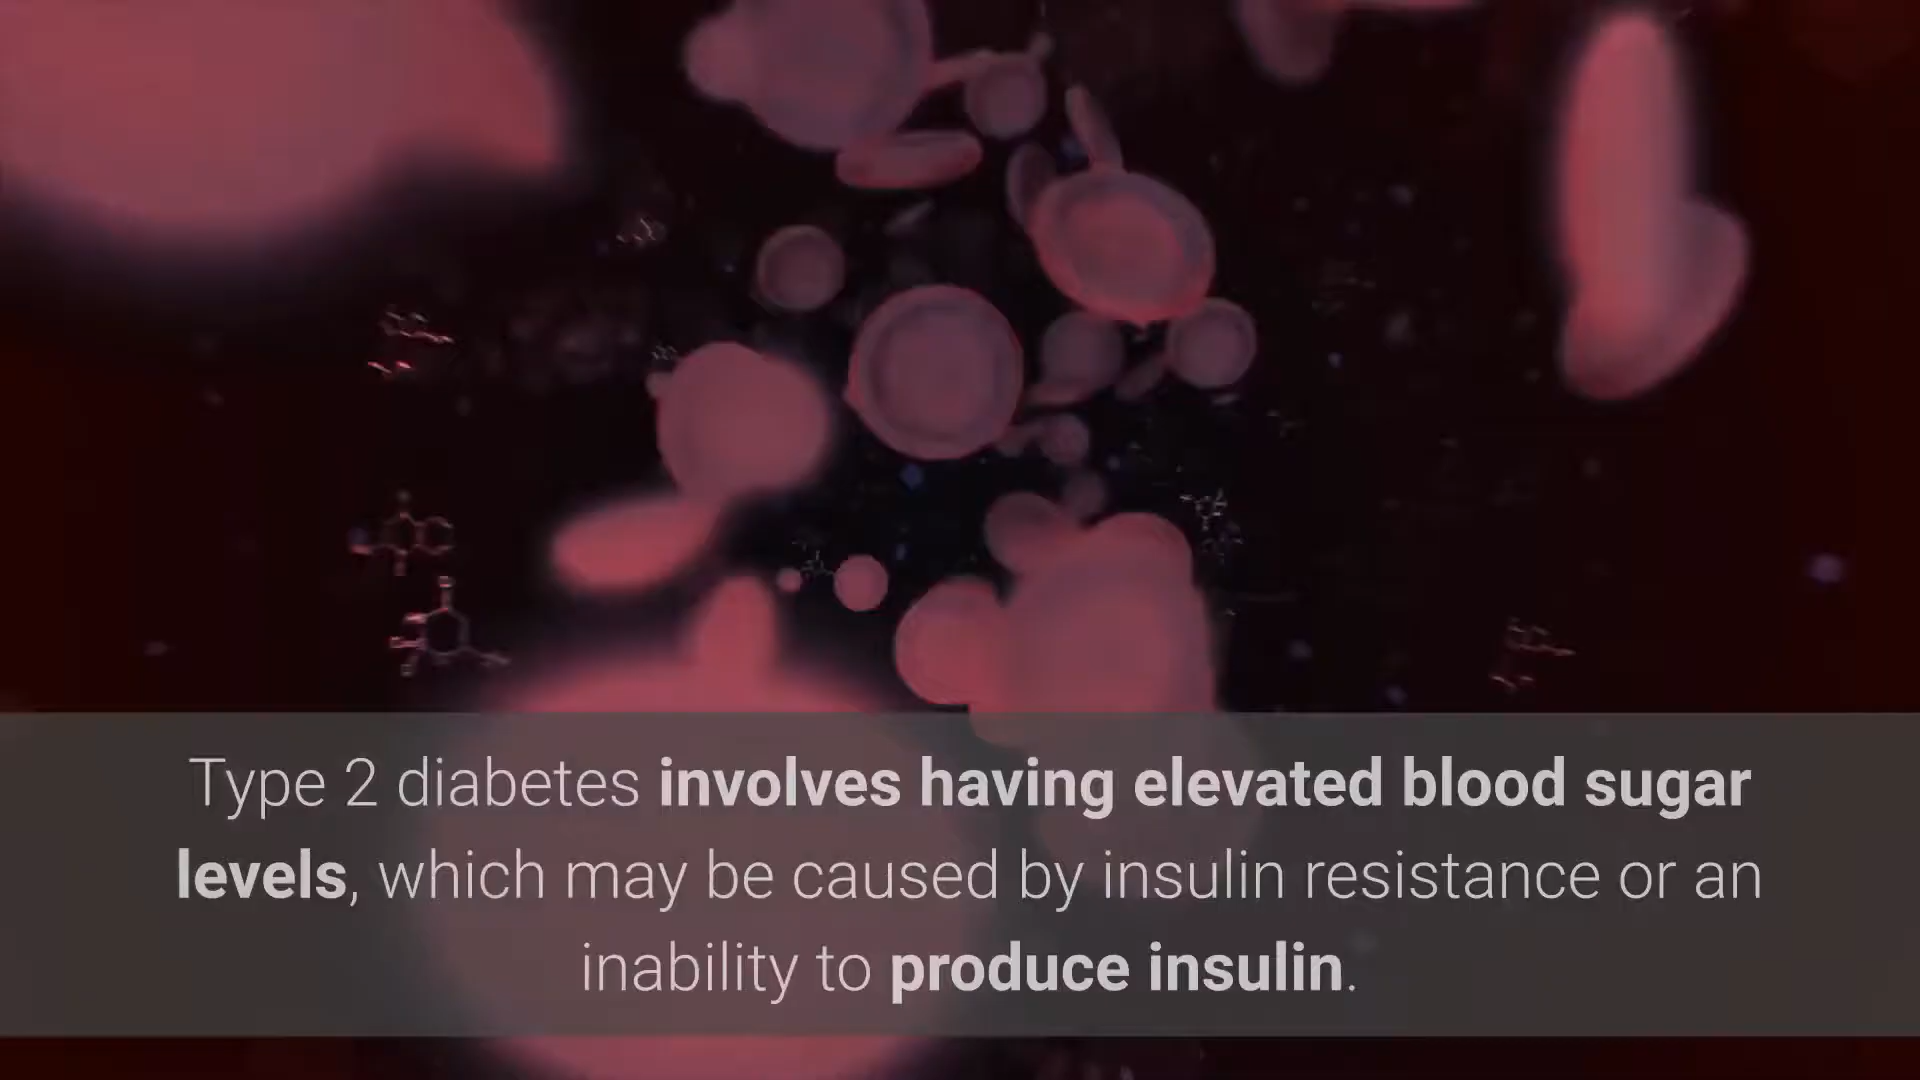 Type 2 diabetes involves having elevated blood sugar
levels, which may be caused by insulin resistance or an
inability to produce insulin.